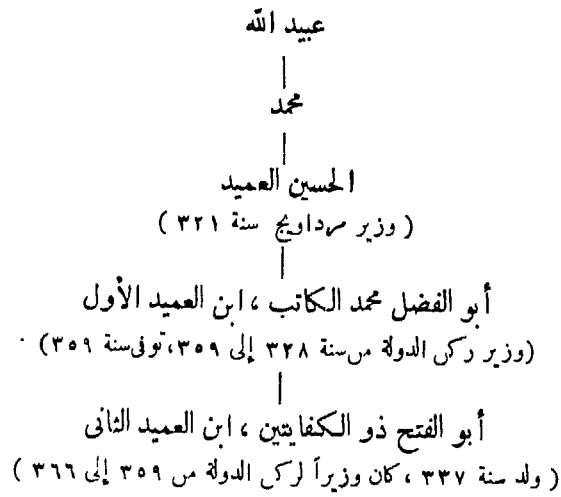 عبيد الله
محمد
الحسين العميد
( وزير مرداويج سنة ٣٢١ )
أبو الفضل محمد الكاتب ، ابن العميد الأول
(وزير ركن الدولة من سنة ٣٢٨ إلى ٣٥٩،توفى سنة ٣٥٩)
أبو الفتح ذو الكفايتين ، ابن العميد الثانى
( ولد سنة ٣٣٧ ، كان وزيراً لركن الدولة من ٣٥٩ إلى ٣٦٦ )